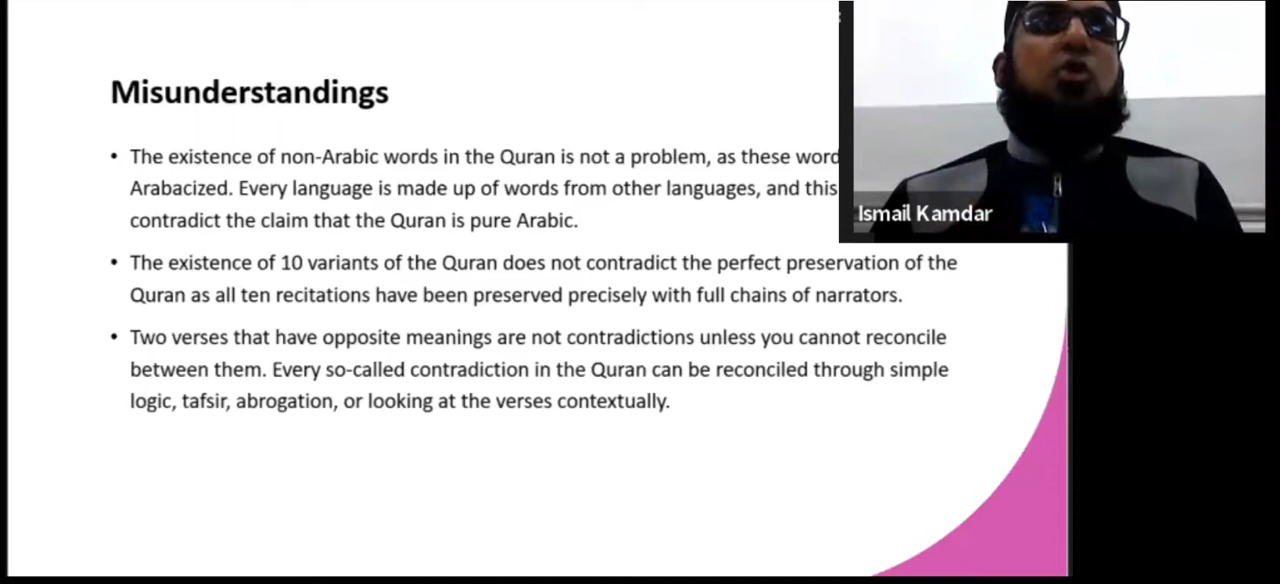 Misunderstandings
• The existence of non-Arabic words in the Quran is not a problem, as these word
Arabacized. Every language is made up of words from other languages, and this
contradict the claim that the Quran is pure Arabic.
• The existence of 10 variants of the Quran does not contradict the perfect preservation of the
Quran as all ten recitations have been preserved precisely with full chains of narrators.
• Two verses that have opposite meanings are not contradictions unless you cannot reconcile
between them. Every so-called contradiction in the Quran can be reconciled through simple
logic, tafsir, abrogation, or looking at the verses contextually.
Ismail Kamdar